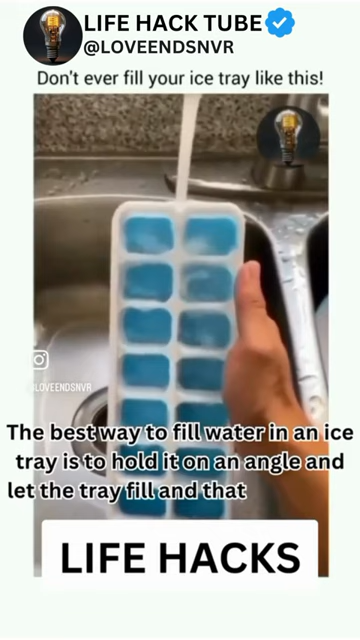 LIFE HACK TUBE
@LOVEENDSNVR
Don't ever fill your ice tray like this!
@LOVEENDSNVR
The best way to fill water in an ice
tray is to hold it on an angle and
let the tray fill and that
LIFE HACKS